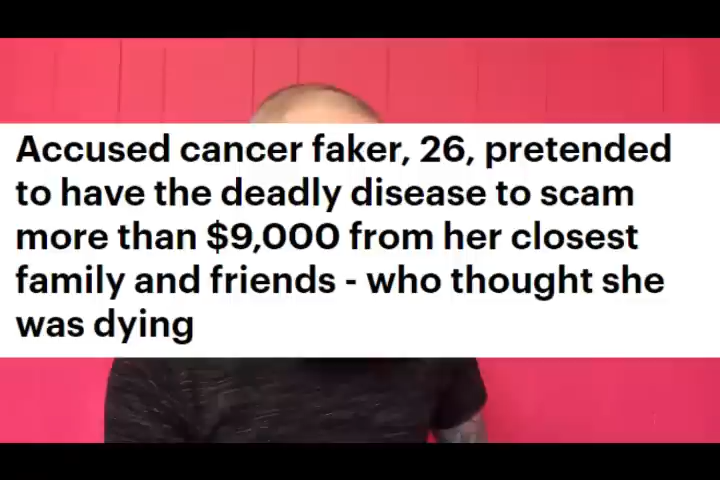 Accused cancer faker, 26, pretended
to have the deadly disease to scam
more than $9,000 from her closest
family and friends - who thought she
was dying